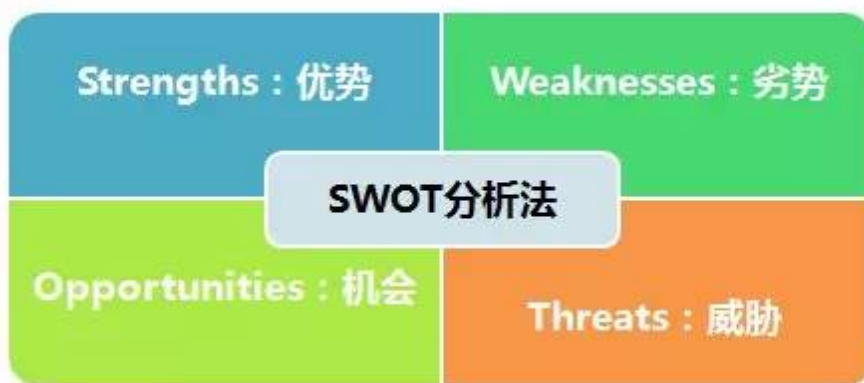 Strengths：优势
Weaknesses：劣势
SWOT分析法
Opportunities：机会
Threats：威胁